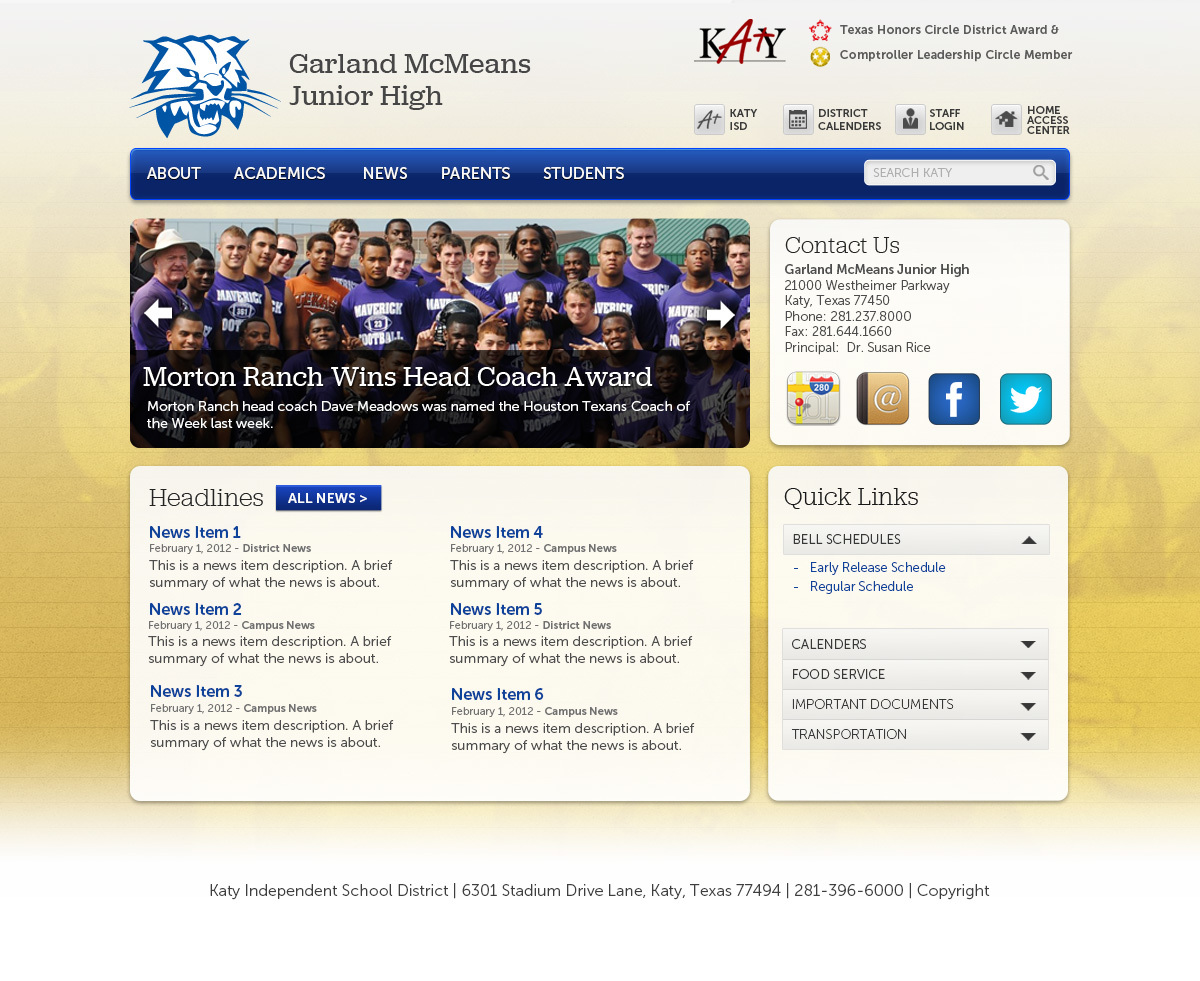 KAtY
Texas Honors Circle District Award &
Comptroller Leadership Circle Member
Garland McMeans
Junior High
A+
KATY
ISD
DISTRICT
CALENDERS
STAFF
LOGIN
HOME
ACCESS
CENTER
ABOUT ACADEMICS NEWS PARENTS STUDENTS
SEARCH KATY
MAVERICK
FOOTBALL
TEXAS
MAVERICK
23
FOOTBALL
MAVERICK
Morton Ranch Wins Head Coach Award
Morton Ranch head coach Dave Meadows was named the Houston Texans Coach of
the Week last week.
Contact Us
Garland McMeans Junior High
21000 Westheimer Parkway
Katy, Texas 77450
Phone: 281.237.8000
Fax: 281.644.1660
Principal: Dr. Susan Rice
280
@
f
Headlines
ALL NEWS >
News Item 1
February 1, 2012 - District News
This is a news item description. A brief
summary of what the news is about.
News Item 2
February 1, 2012 - Campus News
This is a news item description. A brief
summary of what the news is about.
News Item 3
February 1, 2012 - Campus News
This is a news item description. A brief
summary of what the news is about.
News Item 4
February 1, 2012 - Campus News
This is a news item description. A brief
summary of what the news is about.
News Item 5
February 1, 2012 - District News
This is a news item description. A brief
summary of what the news is about.
News Item 6
February 1, 2012 - Campus News
This is a news item description. A brief
summary of what the news is about.
Quick Links
BELL SCHEDULES
- Early Release Schedule
- Regular Schedule
CALENDERS
FOOD SERVICE
IMPORTANT DOCUMENTS
TRANSPORTATION
Katy Independent School District | 6301 Stadium Drive Lane, Katy, Texas 77494 | 281-396-6000 | Copyright